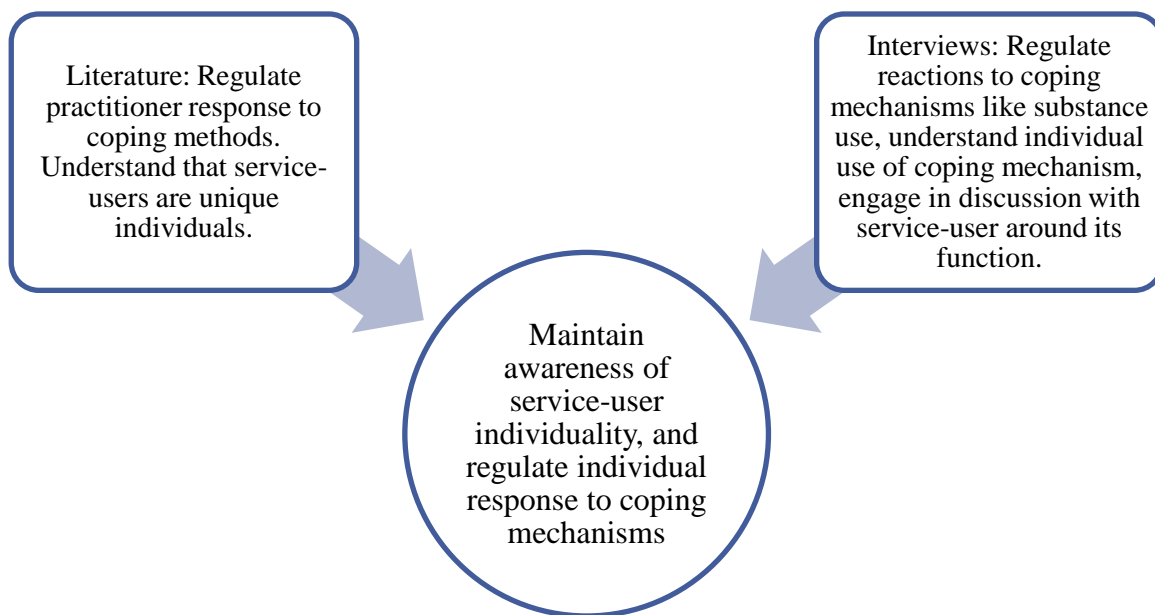 Literature: Regulate
practitioner response to
coping methods.
Understand that service-
users are unique
individuals.
Interviews: Regulate
reactions to coping
mechanisms like substance
use, understand individual
use of coping mechanism,
engage in discussion with
service-user around its
function.
Maintain
awareness of
service-user
individuality, and
regulate individual
response to coping
mechanisms